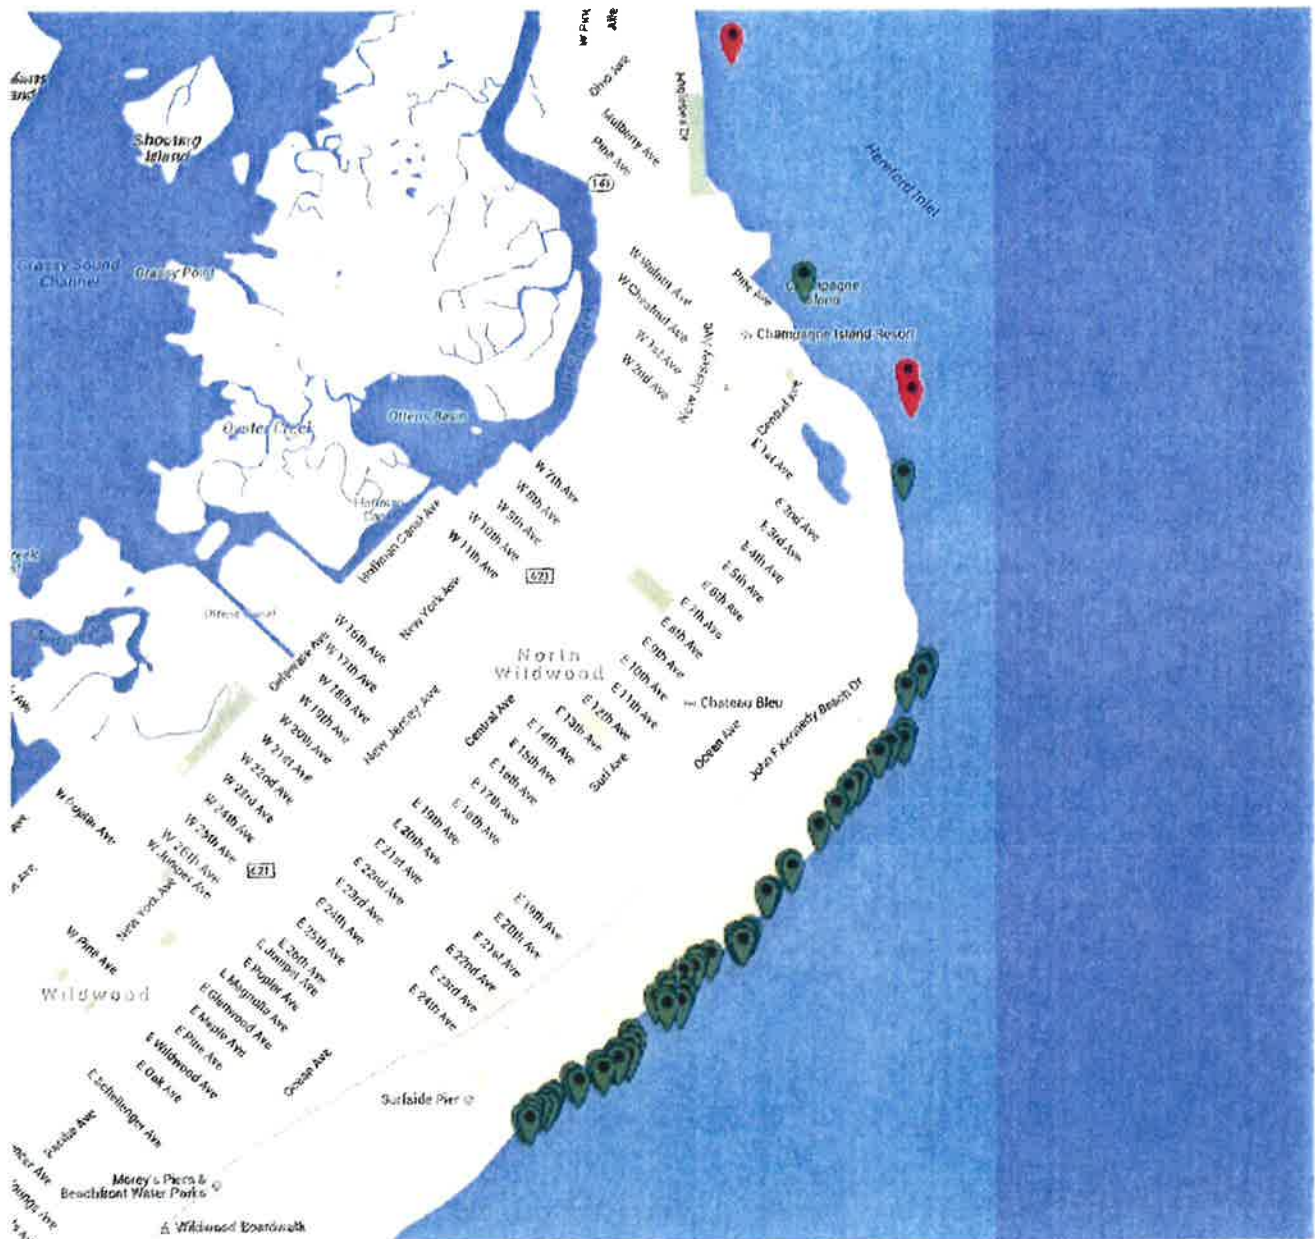 Ohio Ave
Mulberry Ave
Pine Ave
Shooting
Island
Hereford Inlet
Grassy Sound
Channel
Grassy Point
W Walnut Ave
W Chestnut Ave
W 1st Ave
W 2nd Ave
New Jersey Ave
Pine Ave
Champagne Island Resort
Central Ave
E 1st Ave
Ottens Basin
Oyster Creek
Hoffman Canal Ave
W 7th Ave
W 8th Ave
W 9th Ave
W 10th Ave
W 11th Ave
621
E 2nd Ave
E 3rd Ave
E 4th Ave
E 5th Ave
E 6th Ave
E 7th Ave
E 8th Ave
E 9th Ave
E 10th Ave
E 11th Ave
E 12th Ave
E 13th Ave
E 14th Ave
E 15th Ave
E 16th Ave
E 17th Ave
E 18th Ave
E 19th Ave
E 20th Ave
E 21st Ave
E 22nd Ave
E 23rd Ave
E 24th Ave
E 25th Ave
E 26th Ave
E Juniper Ave
E Poplar Ave
E Magnolia Ave
E Glenwood Ave
E Maple Ave
E Pine Ave
E Wildwood Ave
E Oak Ave
E Schellenger Ave
Pacific Ave
New York Ave
W 16th Ave
W 17th Ave
W 18th Ave
W 19th Ave
W 20th Ave
W 21st Ave
W 22nd Ave
W 23rd Ave
W 24th Ave
W 25th Ave
W 26th Ave
W Juniper Ave
W Poplar Ave
New York Ave
W Pine Ave
621
New Jersey Ave
Central Ave
North
Wildwood
Chateau Bleu
Surf Ave
Ocean Ave
John F Kennedy Beach Dr
E 19th Ave
E 20th Ave
E 21st Ave
E 22nd Ave
E 23rd Ave
E 24th Ave
Wildwood
Ocean Ave
Surfside Pier
Morey's Piers &
Beachfront Water Parks
Wildwood Boardwalk